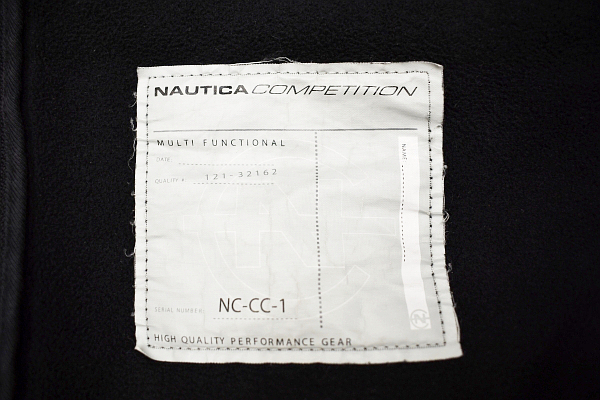 NAUTICA COMPETITION
MULTI FUNCTIONAL
DATE
QUALITY # 121-32162
NAME
SERIAL NUMBER NC-CC-1
HIGH QUALITY PERFORMANCE GEAR